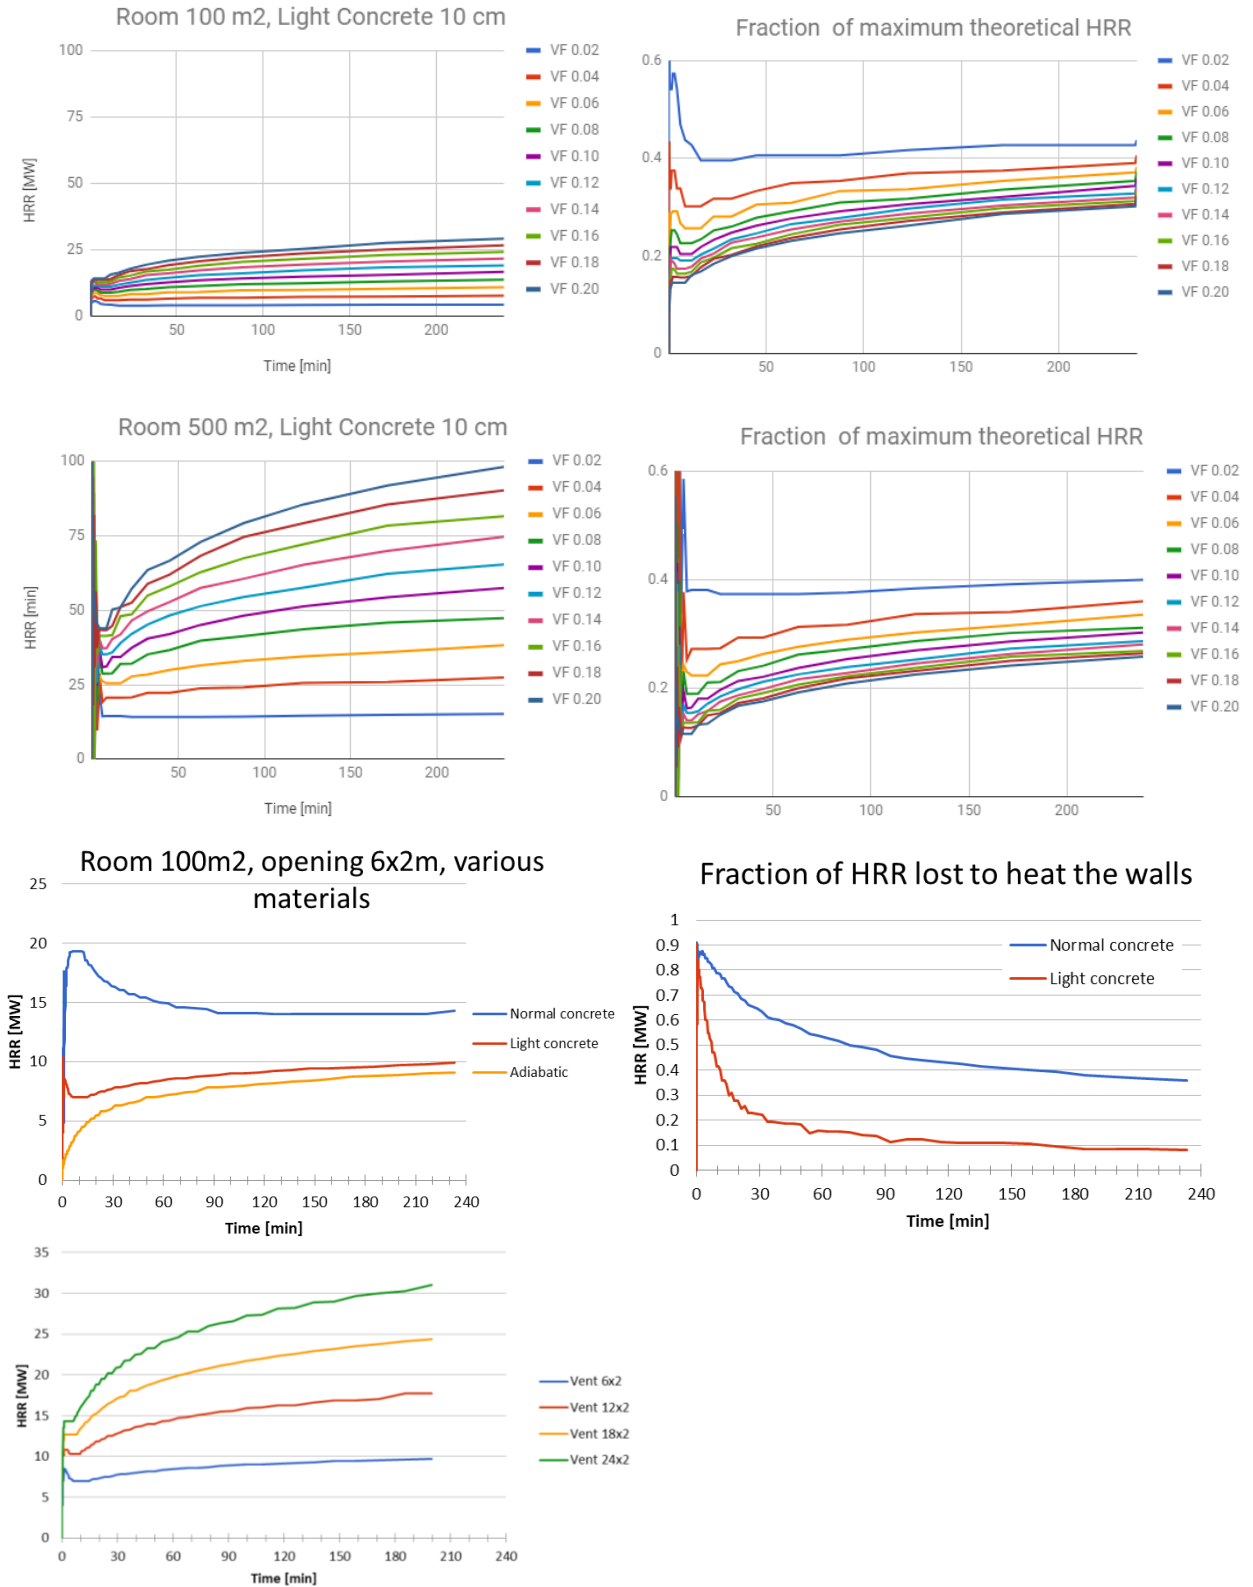 Room 100 m2, Light Concrete 10 cm
100
75
50
25
0
HRR [MW]
50
100
150
200
Time [min]
VF 0.02
VF 0.04
VF 0.06
VF 0.08
VF 0.10
VF 0.12
VF 0.14
VF 0.16
VF 0.18
VF 0.20
Fraction of maximum theoretical HRR
0.6
0.4
0.2
0
50
100
150
200
VF 0.02
VF 0.04
VF 0.06
VF 0.08
VF 0.10
VF 0.12
VF 0.14
VF 0.16
VF 0.18
VF 0.20
Room 500 m2, Light Concrete 10 cm
100
75
50
25
0
HRR [min]
50
100
150
200
Time [min]
VF 0.02
VF 0.04
VF 0.06
VF 0.08
VF 0.10
VF 0.12
VF 0.14
VF 0.16
VF 0.18
VF 0.20
Fraction of maximum theoretical HRR
0.6
0.4
0.2
0
50
100
150
200
VF 0.02
VF 0.04
VF 0.06
VF 0.08
VF 0.10
VF 0.12
VF 0.14
VF 0.16
VF 0.18
VF 0.20
Room 100m2, opening 6x2m, various
materials
25
20
15
10
5
0
HRR [MW]
0
30
60
90
120
150
180
210
240
Time [min]
Normal concrete
Light concrete
Adiabatic
Fraction of HRR lost to heat the walls
1
0.9
0.8
0.7
0.6
0.5
0.4
0.3
0.2
0.1
0
HRR [MW]
0
30
60
90
120
150
180
210
240
Time [min]
Normal concrete
Light concrete
35
30
25
20
15
10
5
0
HRR [MW]
0
30
60
90
120
150
180
210
240
Time [min]
Vent 6x2
Vent 12x2
Vent 18x2
Vent 24x2